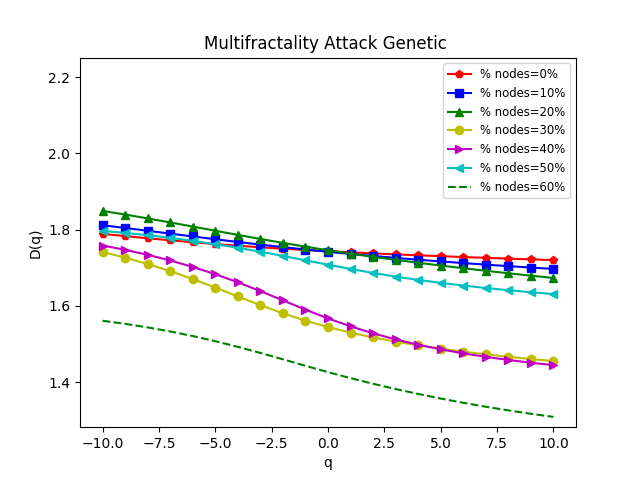 Multifractality Attack Genetic
% nodes=0%
% nodes=10%
% nodes=20%
% nodes=30%
% nodes=40%
% nodes=50%
% nodes=60%
D(q)
2.2
2.0
1.8
1.6
1.4
−10.0 −7.5 −5.0 −2.5 0.0 2.5 5.0 7.5 10.0
q